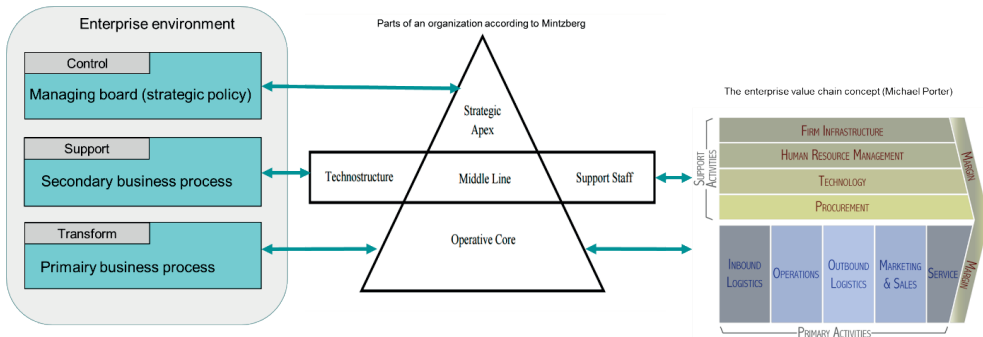 Enterprise environment
Control
Managing board (strategic policy)
Support
Secondary business process
Transform
Primairy business process
Parts of an organization according to Mintzberg
Strategic
Apex
Technostructure
Middle Line
Support Staff
Operative Core
The enterprise value chain concept (Michael Porter)
SUPPORT
ACTIVITIES
FIRM INFRASTRUCTURE
HUMAN RESOURCE MANAGEMENT
TECHNOLOGY
PROCUREMENT
MARGIN
INBOUND
LOGISTICS
OPERATIONS
OUTBOUND
LOGISTICS
MARKETING
& SALES
SERVICE
MARGIN
PRIMARY ACTIVITIES